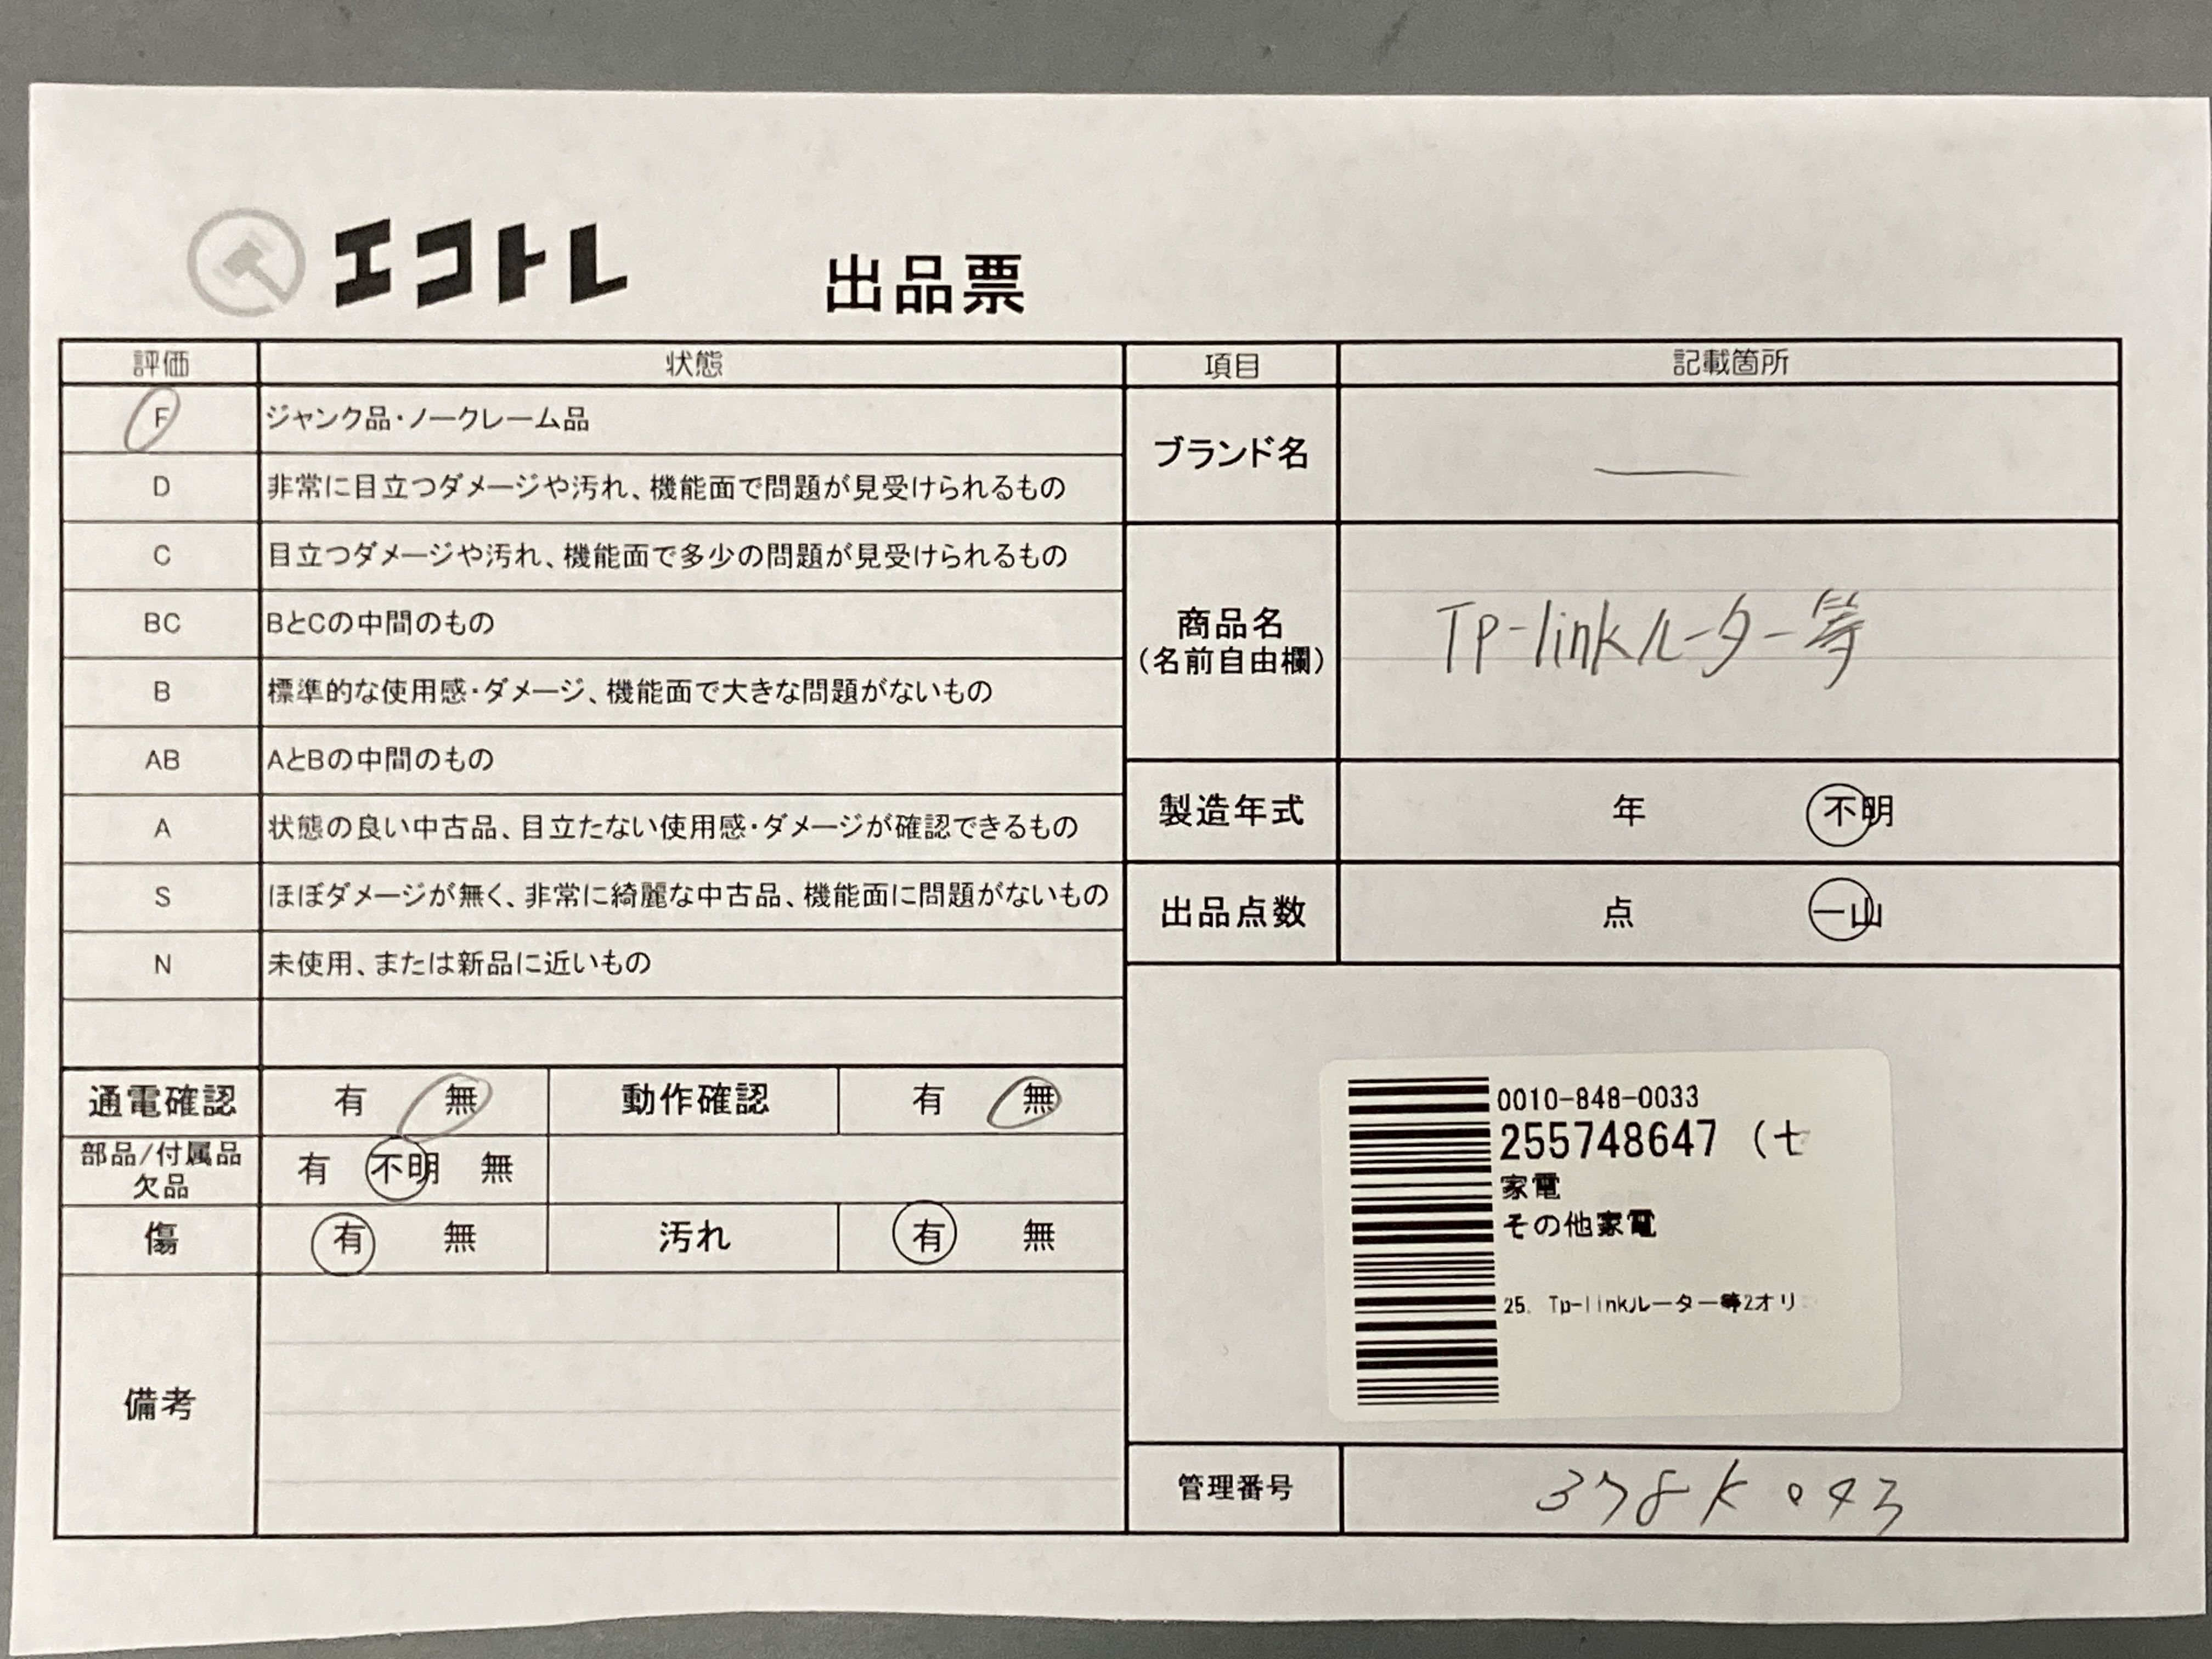 エコトレ 出品票
評価 状態
F ジャンク品・ノークレーム品
D 非常に目立つダメージや汚れ、機能面で問題が見受けられるもの
C 目立つダメージや汚れ、機能面で多少の問題が見受けられるもの
BC BとCの中間のもの
B 標準的な使用感・ダメージ、機能面で大きな問題がないもの
AB AとBの中間のもの
A 状態の良い中古品、目立たない使用感・ダメージが確認できるもの
S ほぼダメージが無く、非常に綺麗な中古品、機能面に問題がないもの
N 未使用、または新品に近いもの
通電確認 有 無 動作確認 有 無
部品/付属品
欠品 有 不明 無
傷 有 無 汚れ 有 無
備考
項目 記載箇所
ブランド名 —
商品名
(名前自由欄) Tp-linkルーター等
製造年式 年 不明
出品点数 点 一山
0010-848-0033
255748647 (七
家電
その他家電
25. Tp-linkルーター等2オリ
管理番号 378K043